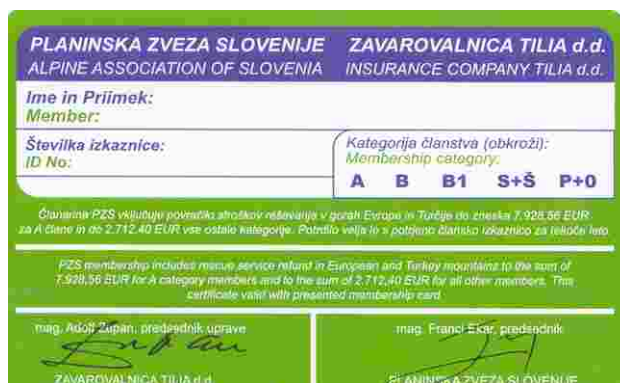 PLANINSKA ZVEZA SLOVENIJE ZAVAROVALNICA TILIA d.d.
ALPINE ASSOCIATION OF SLOVENIA INSURANCE COMPANY TILIA d.d.
Ime in Priimek:
Member:
Številka izkaznice:
ID No:
Kategorija članstva (obkroži):
Membership category:
A B B1 S+Š P+0
Članarina PZS vključuje povračilo stroškov reševanja v gorah Evrope in Turčije do zneska 7.928,56 EUR
za A člane in do 2.712,40 EUR vse ostale kategorije. Potrdilo velja le s potrjeno člansko izkaznico za tekoče leto
PZS membership includes rescue service refund in European and Turkey mountains to the sum of
7.928,56 EUR for A category members and to the sum of 2.712,40 EUR for all other members. This
certificate valid with presented membership card
mag. Adolf Zupan, predsednik uprave
mag. Franci Ekar, predsednik
ZAVAROVALNICA TILIA d.d.
PLANINSKA ZVEZA SLOVENIJE